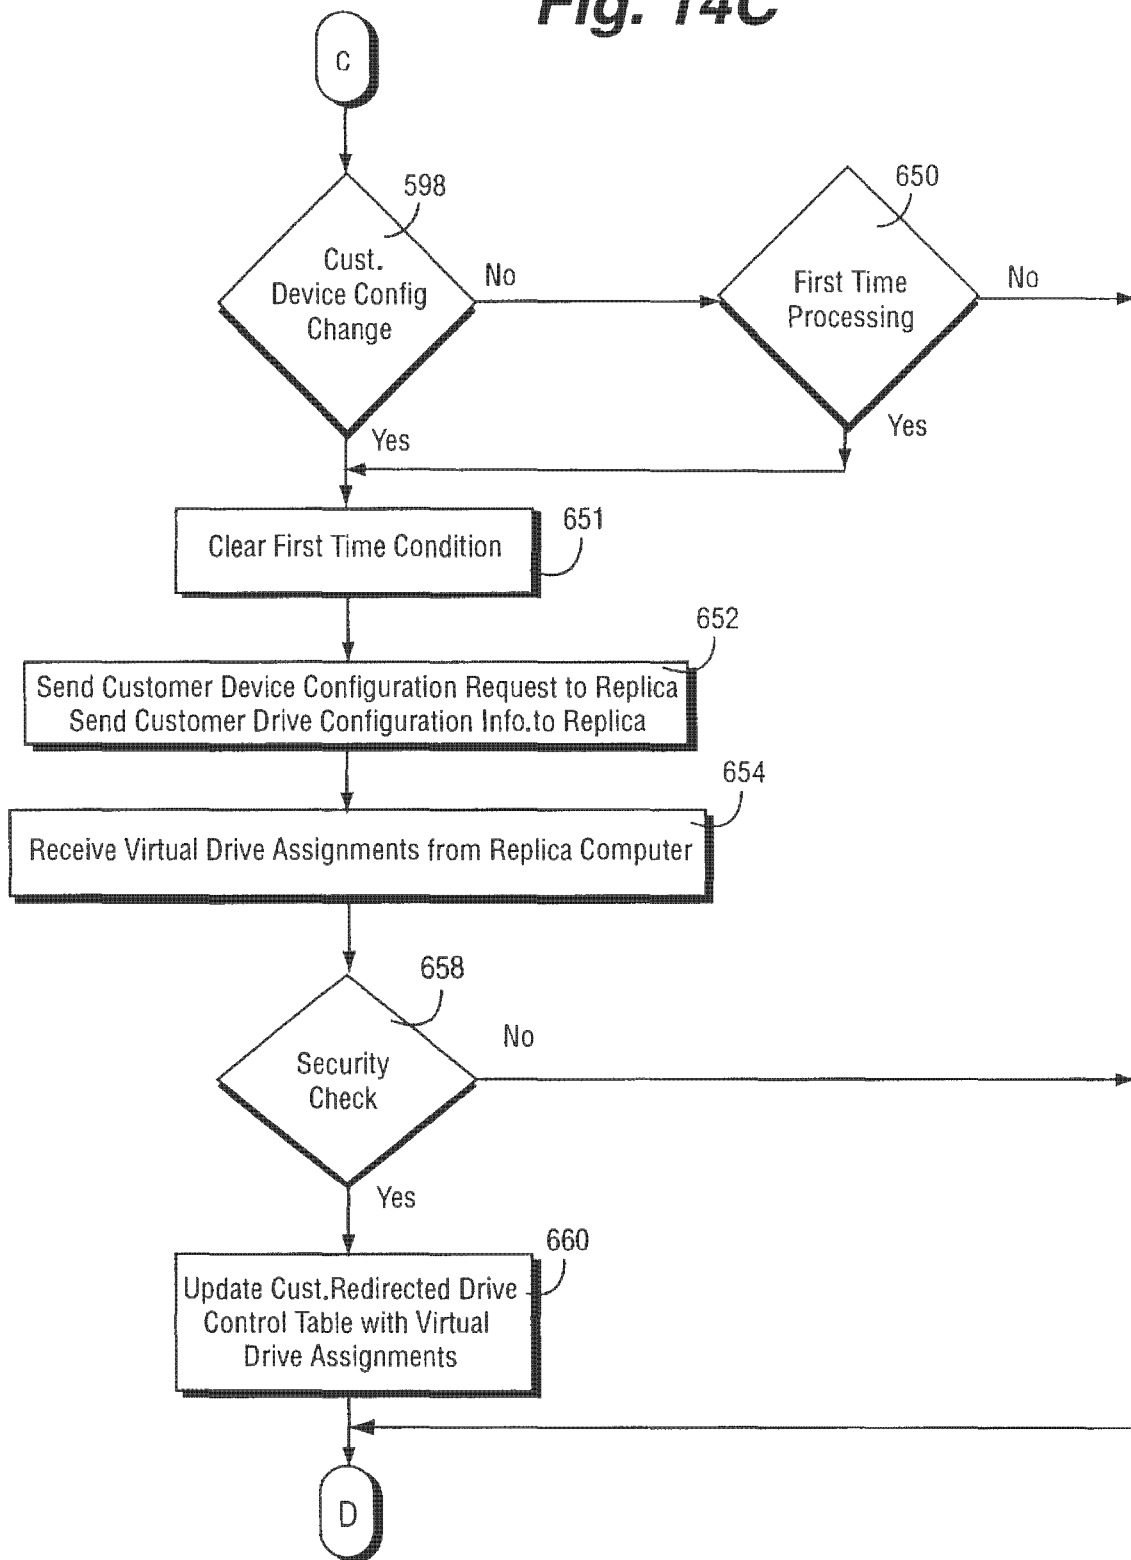 Fig. 14C
C
598
Cust.
Device Config
Change
No
650
First Time
Processing
No
Yes
Yes
651
Clear First Time Condition
652
Send Customer Device Configuration Request to Replica
Send Customer Drive Configuration Info.to Replica
654
Receive Virtual Drive Assignments from Replica Computer
658
Security
Check
No
Yes
660
Update Cust.Redirected Drive
Control Table with Virtual
Drive Assignments
D